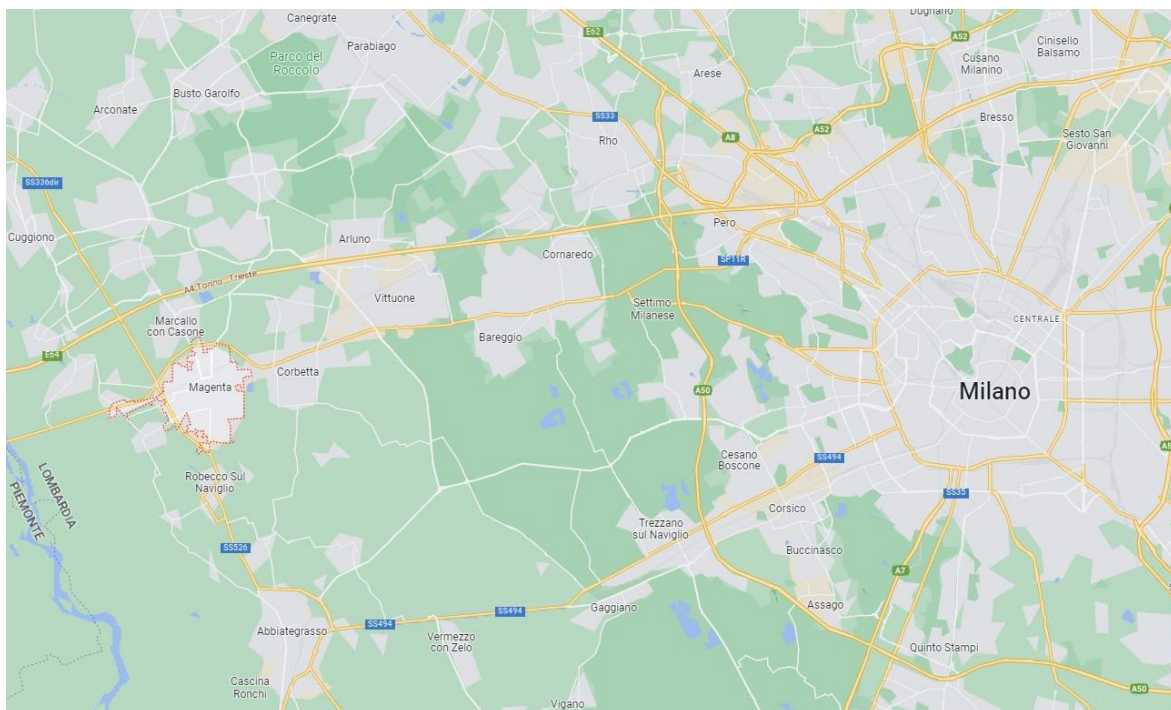 Canegrate
Dugnano
E62
A52
Parabiago
Cinisello
Balsamo
Parco del
Roccolo
Cusano
Milanino
Arese
Busto Garolfo
Arconate
SS33
Bresso
A8
A52
Sesto San
Giovanni
Rho
SS336dir
Pero
Cuggiono
Arluno
Cornaredo
SP11R
A4 Torino - Trieste
Vittuone
Settimo
Milanese
CENTRALE
Marcallo
con Casone
Bareggio
E64
Corbetta
Magenta
A50
Milano
Cesano
Boscone
SS494
Robecco Sul
Naviglio
SS35
LOMBARDIA
PIEMONTE
Corsico
Trezzano
sul Naviglio
SS526
Buccinasco
A7
Gaggiano
Assago
SS494
SS494
Abbiategrasso
Vermezzo
con Zelo
Quinto Stampi
Cascina
Ronchi
A50
Vigano